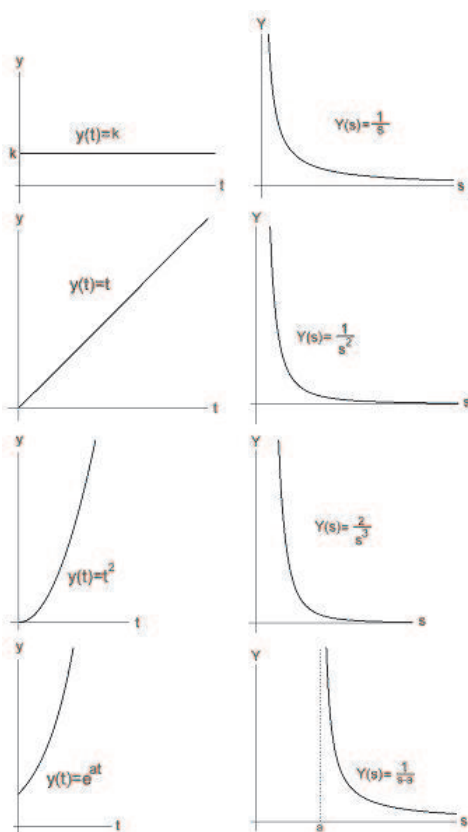 y
Y
y(t)=k
Y(s)=1/s
k
t
s
y
Y
y(t)=t
Y(s)=1/s²
t
s
y
Y
y(t)=t²
Y(s)=2/s³
t
s
y
Y
y(t)=e^at
Y(s)=1/s-a
t
a
s